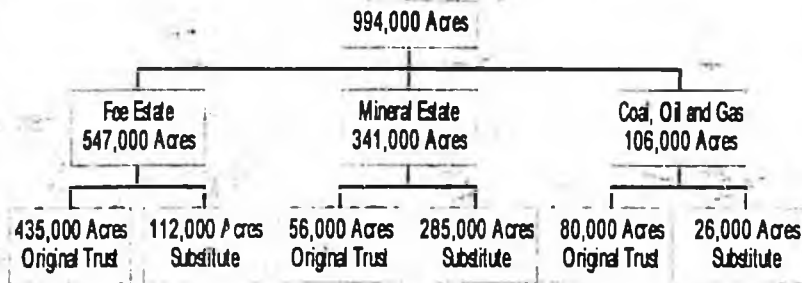 994,000 Acres
Fee Estate
547,000 Acres
Mineral Estate
341,000 Acres
Coal, Oil and Gas
106,000 Acres
435,000 Acres
Original Trust
112,000 Acres
Substitute
56,000 Acres
Original Trust
285,000 Acres
Substitute
80,000 Acres
Original Trust
26,000 Acres
Substitute